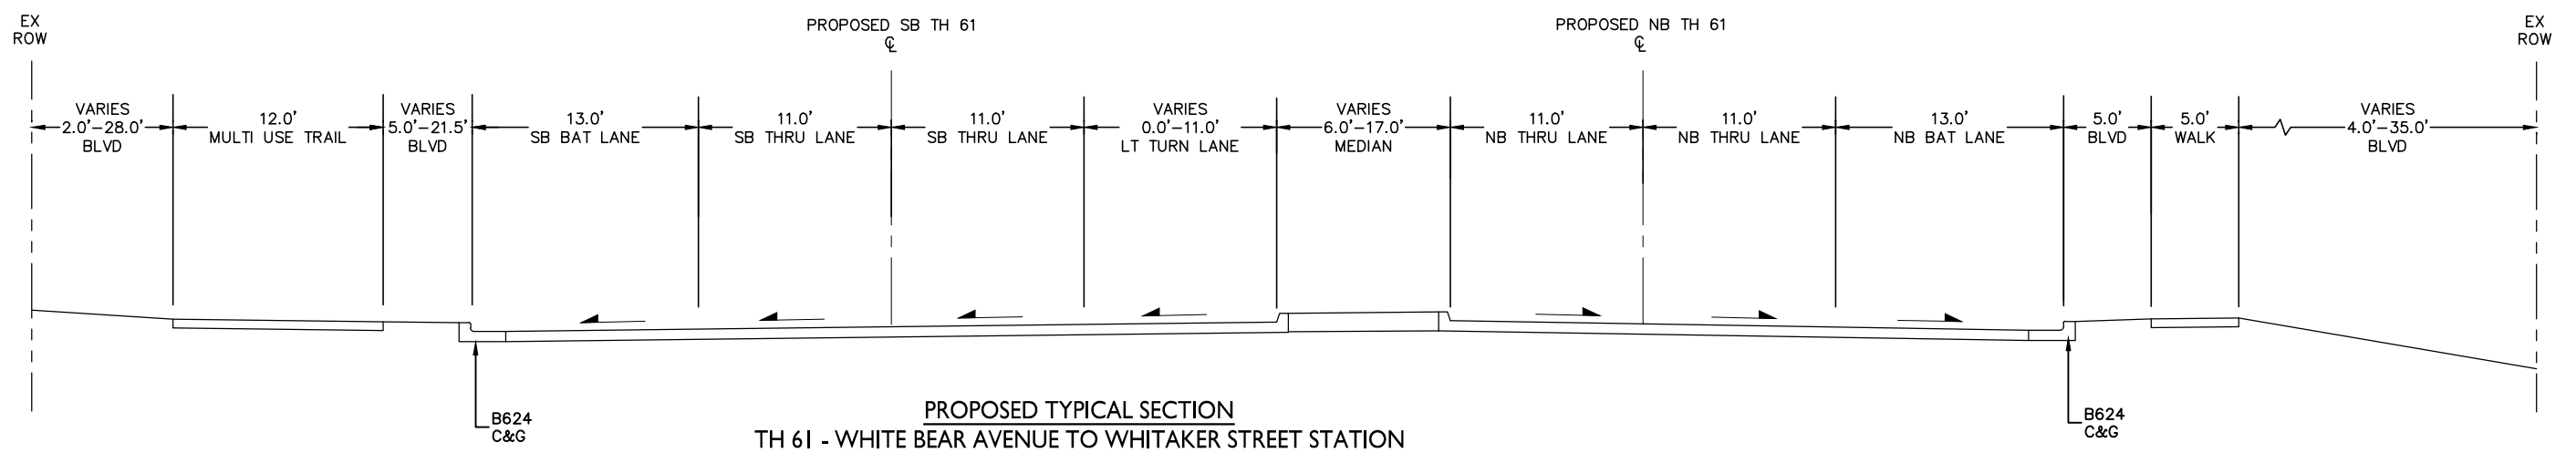 EX
ROW
PROPOSED SB TH 61
℄
PROPOSED NB TH 61
℄
EX
ROW
VARIES
2.0'-28.0'
BLVD
12.0'
MULTI USE TRAIL
VARIES
5.0'-21.5'
BLVD
13.0'
SB BAT LANE
11.0'
SB THRU LANE
11.0'
SB THRU LANE
VARIES
0.0'-11.0'
LT TURN LANE
VARIES
6.0'-17.0'
MEDIAN
11.0'
NB THRU LANE
11.0'
NB THRU LANE
13.0'
NB BAT LANE
5.0'
BLVD
5.0'
WALK
VARIES
4.0'-35.0'
BLVD
B624
C&G
B624
C&G
PROPOSED TYPICAL SECTION
TH 61 - WHITE BEAR AVENUE TO WHITAKER STREET STATION